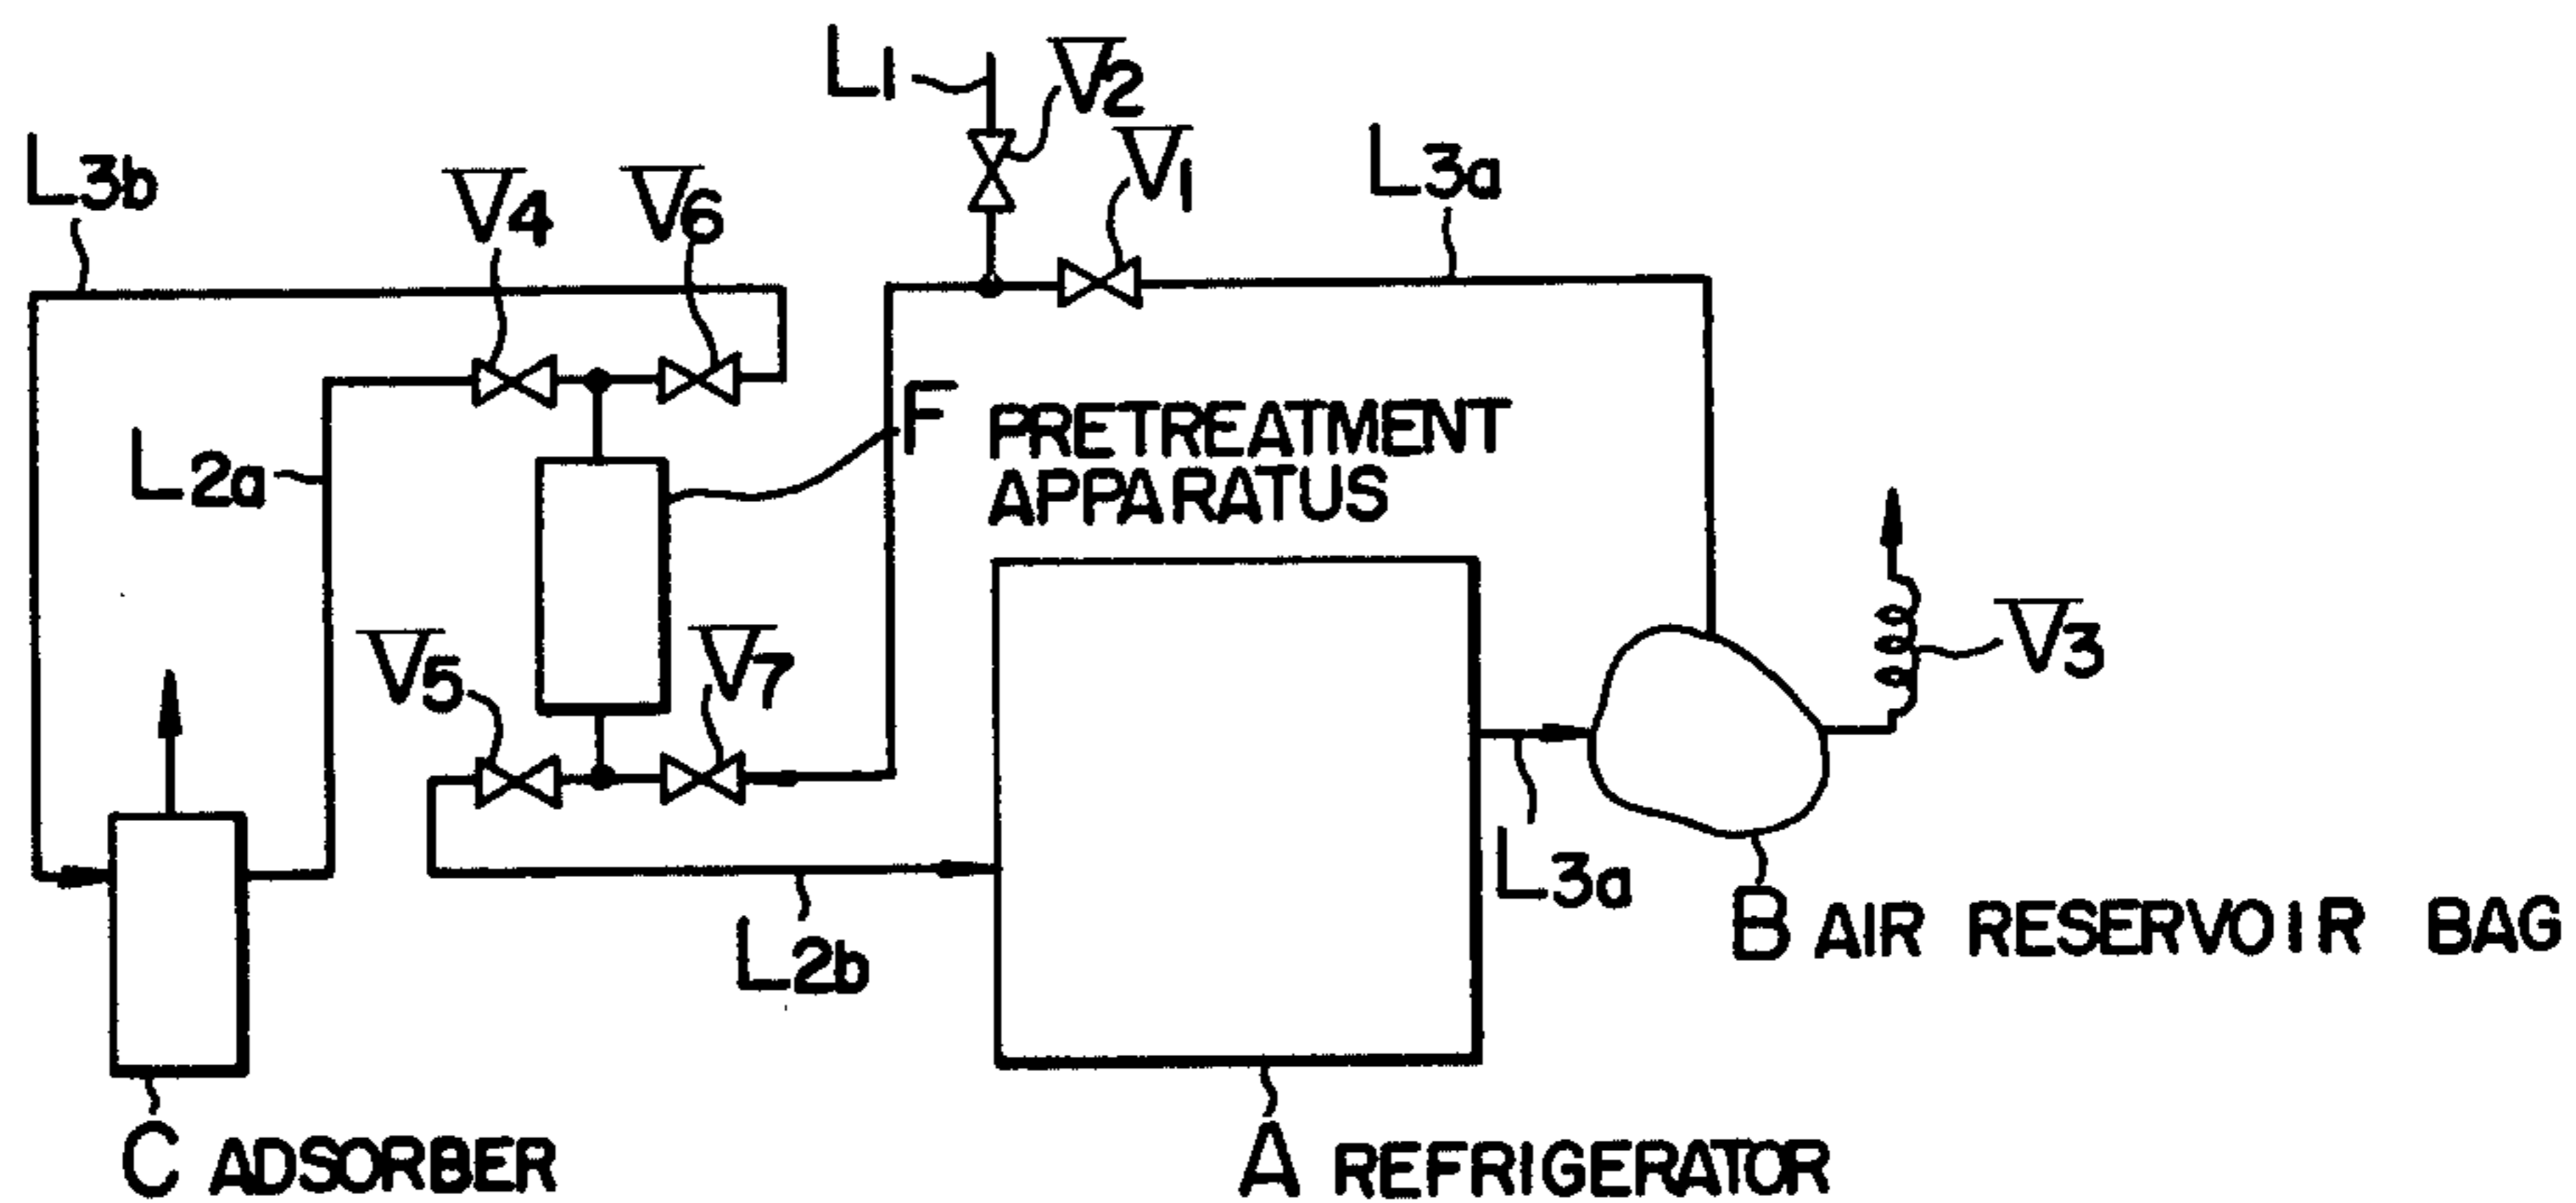 L1
V2
V1
L3a
L3b
V4
V6
L2a
F PRETREATMENT
APPARATUS
V5
V7
V3
L2b
L3a
B AIR RESERVOIR BAG
C ADSORBER
A REFRIGERATOR